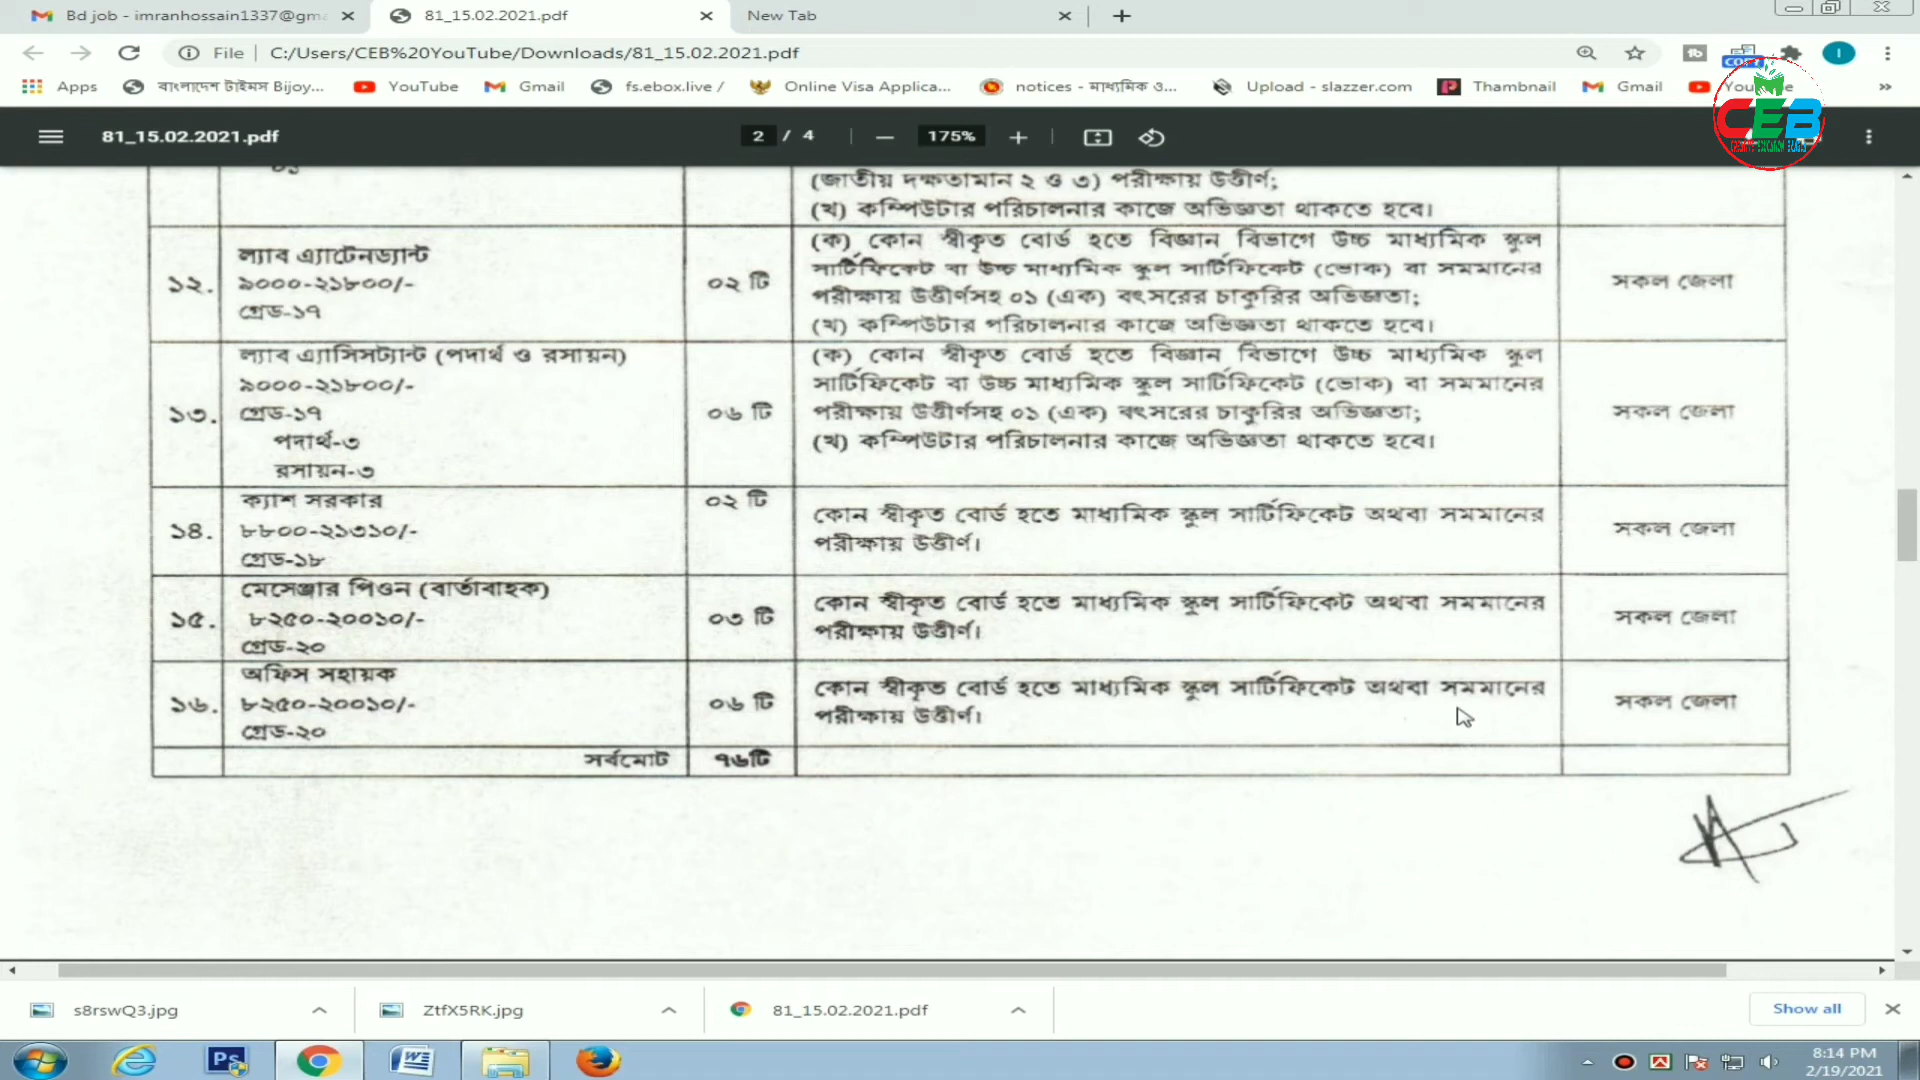 Bd job - imranhossain1337@gma
81_15.02.2021.pdf
New Tab
File
C:/Users/CEB%20YouTube/Downloads/81_15.02.2021.pdf
Apps
বাংলাদেশ টাইমস Bijoy...
YouTube
Gmail
fs.ebox.live /
Online Visa Applica...
notices - মাধ্যমিক ও...
Upload - slazzer.com
Thumbnail
Gmail
CEB
CREATIVE EDUCATION BANGLA
81_15.02.2021.pdf
2 / 4
175%
০১
(জাতীয় দক্ষতামান ২ ও ৩) পরীক্ষায় উত্তীর্ণ;
(খ) কম্পিউটার পরিচালনার কাজে অভিজ্ঞতা থাকতে হবে।
১২.
ল্যাব এ্যাটেনড্যান্ট
৯০০০-২১৮০০/-
গ্রেড-১৭
০২ টি
(ক) কোন স্বীকৃত বোর্ড হতে বিজ্ঞান বিভাগে উচ্চ মাধ্যমিক স্কুল
সার্টিফিকেট বা উচ্চ মাধ্যমিক স্কুল সার্টিফিকেট (ভোক) বা সমমানের
পরীক্ষায় উত্তীর্ণসহ ০১ (এক) বৎসরের চাকুরির অভিজ্ঞতা;
(খ) কম্পিউটার পরিচালনার কাজে অভিজ্ঞতা থাকতে হবে।
সকল জেলা
১৩.
ল্যাব এ্যাসিসট্যান্ট (পদার্থ ও রসায়ন)
৯০০০-২১৮০০/-
গ্রেড-১৭
পদার্থ-৩
রসায়ন-৩
০৬ টি
(ক) কোন স্বীকৃত বোর্ড হতে বিজ্ঞান বিভাগে উচ্চ মাধ্যমিক স্কুল
সার্টিফিকেট বা উচ্চ মাধ্যমিক স্কুল সার্টিফিকেট (ভোক) বা সমমানের
পরীক্ষায় উত্তীর্ণসহ ০১ (এক) বৎসরের চাকুরির অভিজ্ঞতা;
(খ) কম্পিউটার পরিচালনার কাজে অভিজ্ঞতা থাকতে হবে।
সকল জেলা
১৪.
ক্যাশ সরকার
৮৮০০-২১৩১০/-
গ্রেড-১৮
০২ টি
কোন স্বীকৃত বোর্ড হতে মাধ্যমিক স্কুল সার্টিফিকেট অথবা সমমানের
পরীক্ষায় উত্তীর্ণ।
সকল জেলা
১৫.
মেসেঞ্জার পিওন (বার্তাবাহক)
৮২৫০-২০০১০/-
গ্রেড-২০
০৩ টি
কোন স্বীকৃত বোর্ড হতে মাধ্যমিক স্কুল সার্টিফিকেট অথবা সমমানের
পরীক্ষায় উত্তীর্ণ।
সকল জেলা
১৬.
অফিস সহায়ক
৮২৫০-২০০১০/-
গ্রেড-২০
০৬ টি
কোন স্বীকৃত বোর্ড হতে মাধ্যমিক স্কুল সার্টিফিকেট অথবা সমমানের
পরীক্ষায় উত্তীর্ণ।
সকল জেলা
সর্বমোট
৭৬টি
s8rswQ3.jpg
ZtfX5RK.jpg
81_15.02.2021.pdf
Show all
8:14 PM
2/19/2021